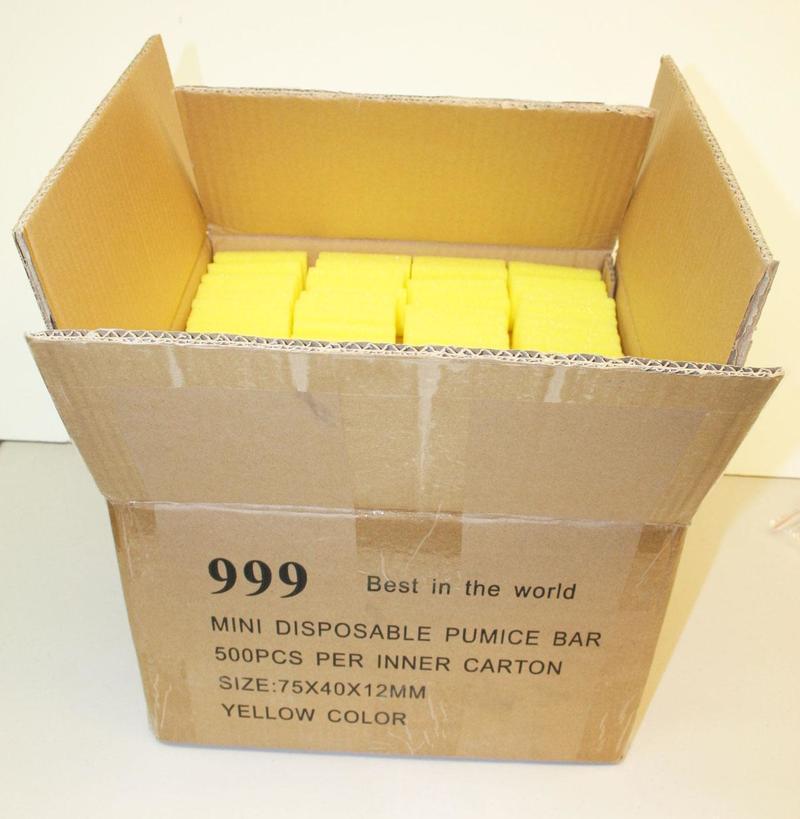 999 Best in the world
MINI DISPOSABLE PUMICE BAR
500PCS PER INNER CARTON
SIZE:75X40X12MM
YELLOW COLOR